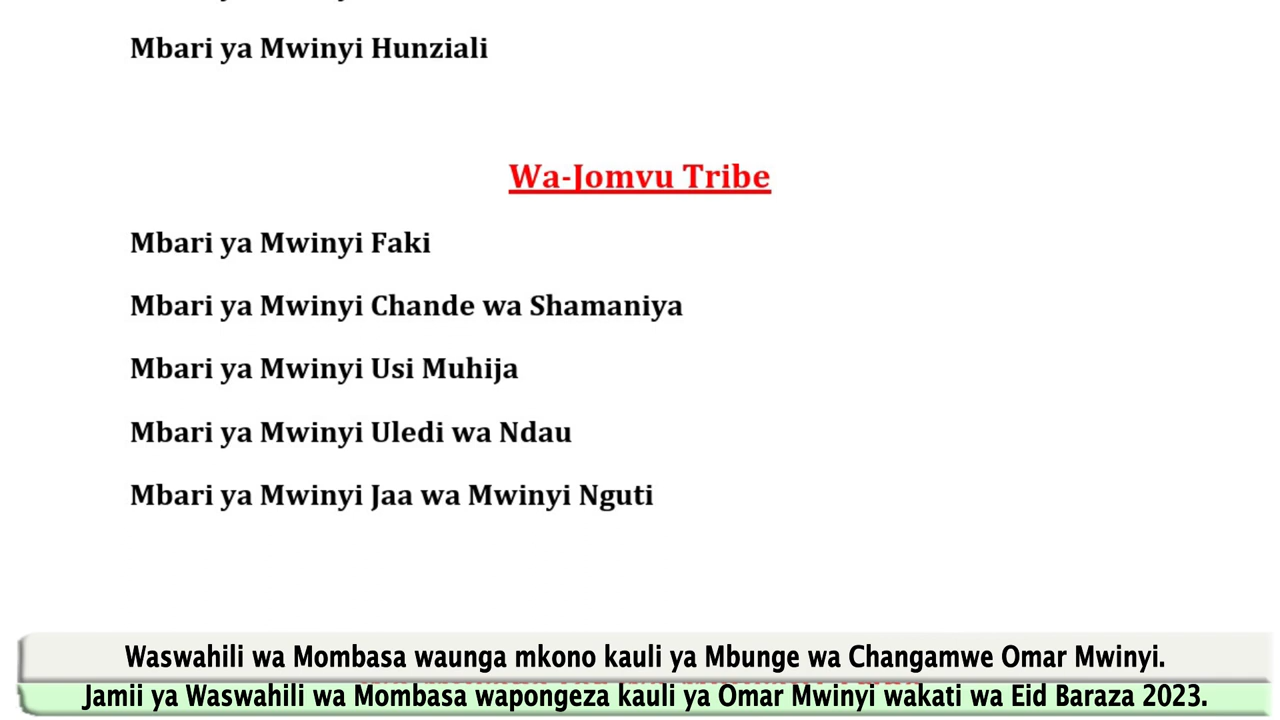 Mbari ya Mwinyi Hunziali
Wa-Jomvu Tribe
Mbari ya Mwinyi Faki
Mbari ya Mwinyi Chande wa Shamaniya
Mbari ya Mwinyi Usi Muhija
Mbari ya Mwinyi Uledi wa Ndau
Mbari ya Mwinyi Jaa wa Mwinyi Nguti
Waswahili wa Mombasa waunga mkono kauli ya Mbunge wa Changamwe Omar Mwinyi.
Jamii ya Waswahili wa Mombasa wapongeza kauli ya Omar Mwinyi wakati wa Eid Baraza 2023.